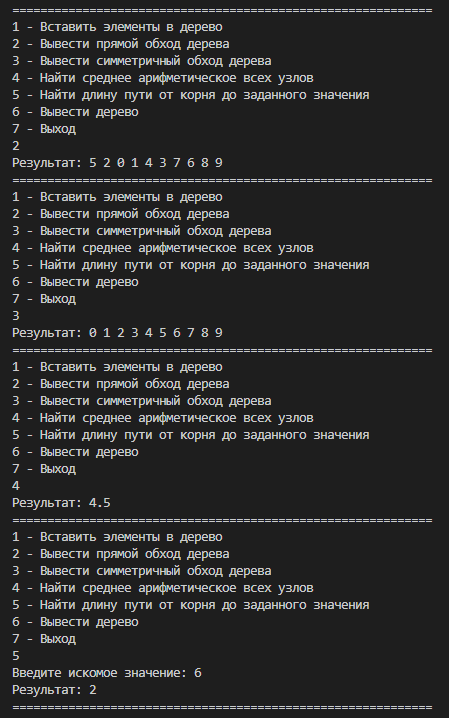 ============================================================
1 - Вставить элементы в дерево
2 - Вывести прямой обход дерева
3 - Вывести симметричный обход дерева
4 - Найти среднее арифметическое всех узлов
5 - Найти длину пути от корня до заданного значения
6 - Вывести дерево
7 - Выход
2
Результат: 5 2 0 1 4 3 7 6 8 9
============================================================
1 - Вставить элементы в дерево
2 - Вывести прямой обход дерева
3 - Вывести симметричный обход дерева
4 - Найти среднее арифметическое всех узлов
5 - Найти длину пути от корня до заданного значения
6 - Вывести дерево
7 - Выход
3
Результат: 0 1 2 3 4 5 6 7 8 9
============================================================
1 - Вставить элементы в дерево
2 - Вывести прямой обход дерева
3 - Вывести симметричный обход дерева
4 - Найти среднее арифметическое всех узлов
5 - Найти длину пути от корня до заданного значения
6 - Вывести дерево
7 - Выход
4
Результат: 4.5
============================================================
1 - Вставить элементы в дерево
2 - Вывести прямой обход дерева
3 - Вывести симметричный обход дерева
4 - Найти среднее арифметическое всех узлов
5 - Найти длину пути от корня до заданного значения
6 - Вывести дерево
7 - Выход
5
Введите искомое значение: 6
Результат: 2
============================================================